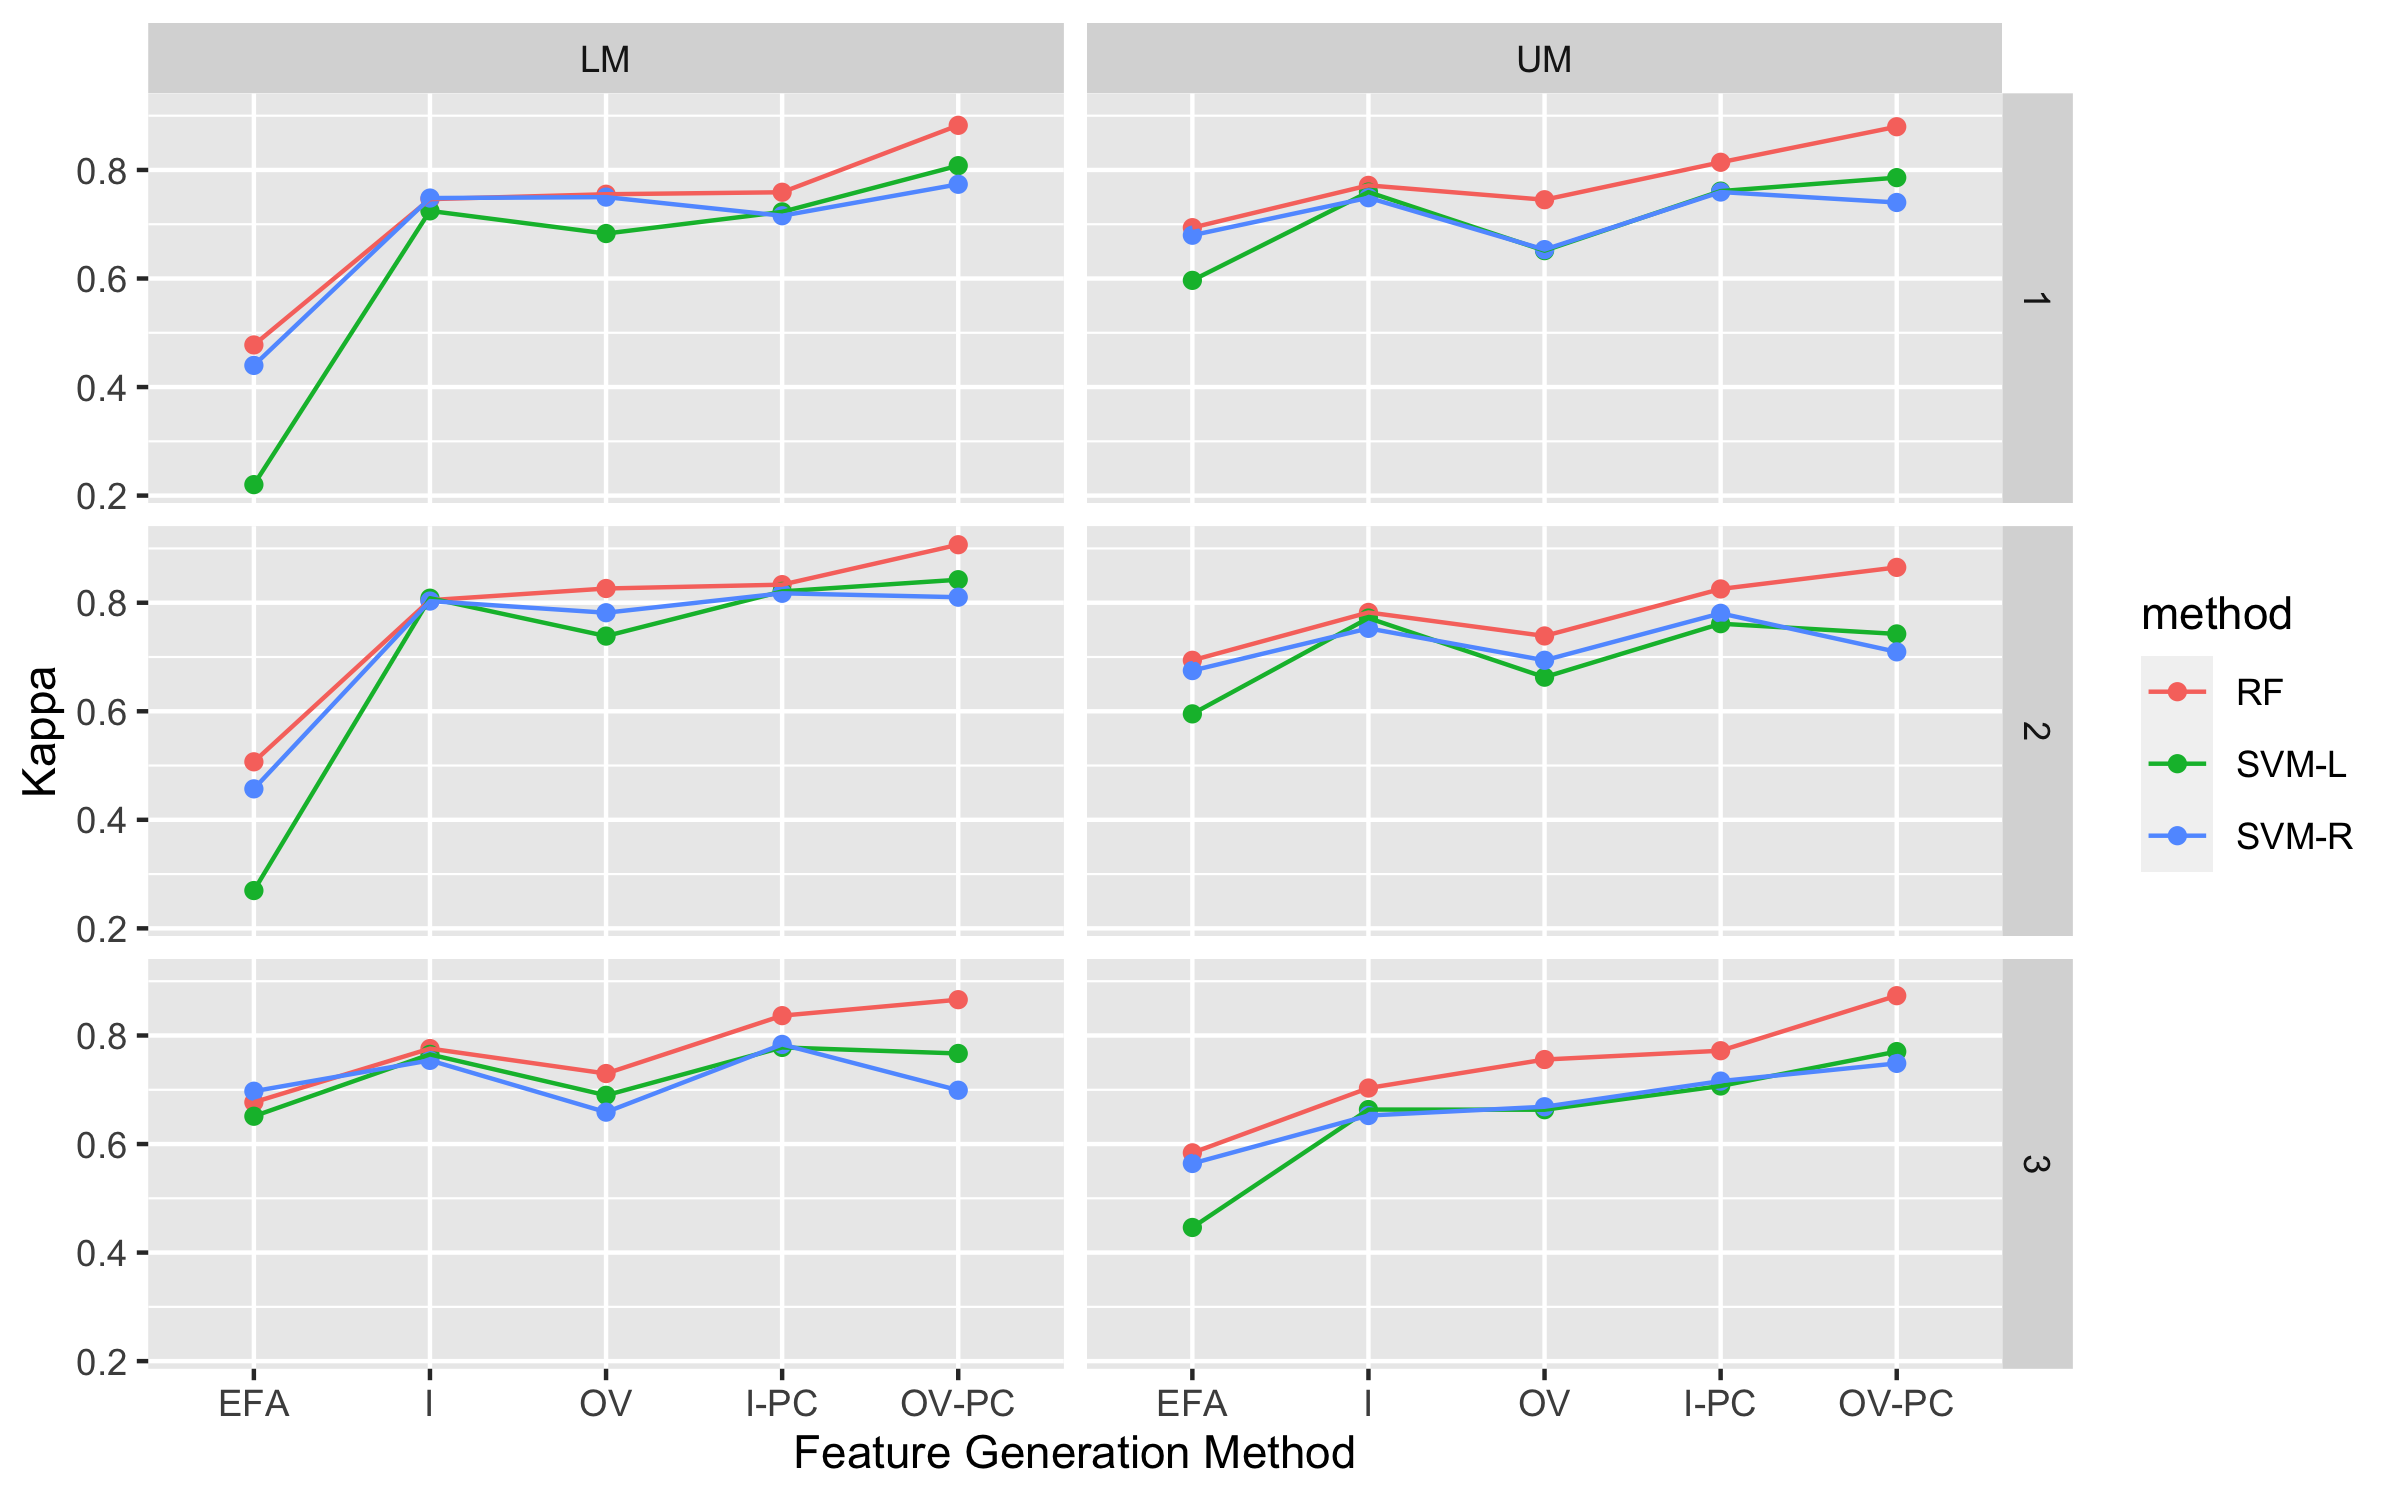 LM
UM
0.8
0.6
0.4
0.2
1
0.8
0.6
0.4
0.2
2
0.8
0.6
0.4
0.2
3
Kappa
EFA I OV I-PC OV-PC
EFA I OV I-PC OV-PC
Feature Generation Method
method
RF
SVM-L
SVM-R